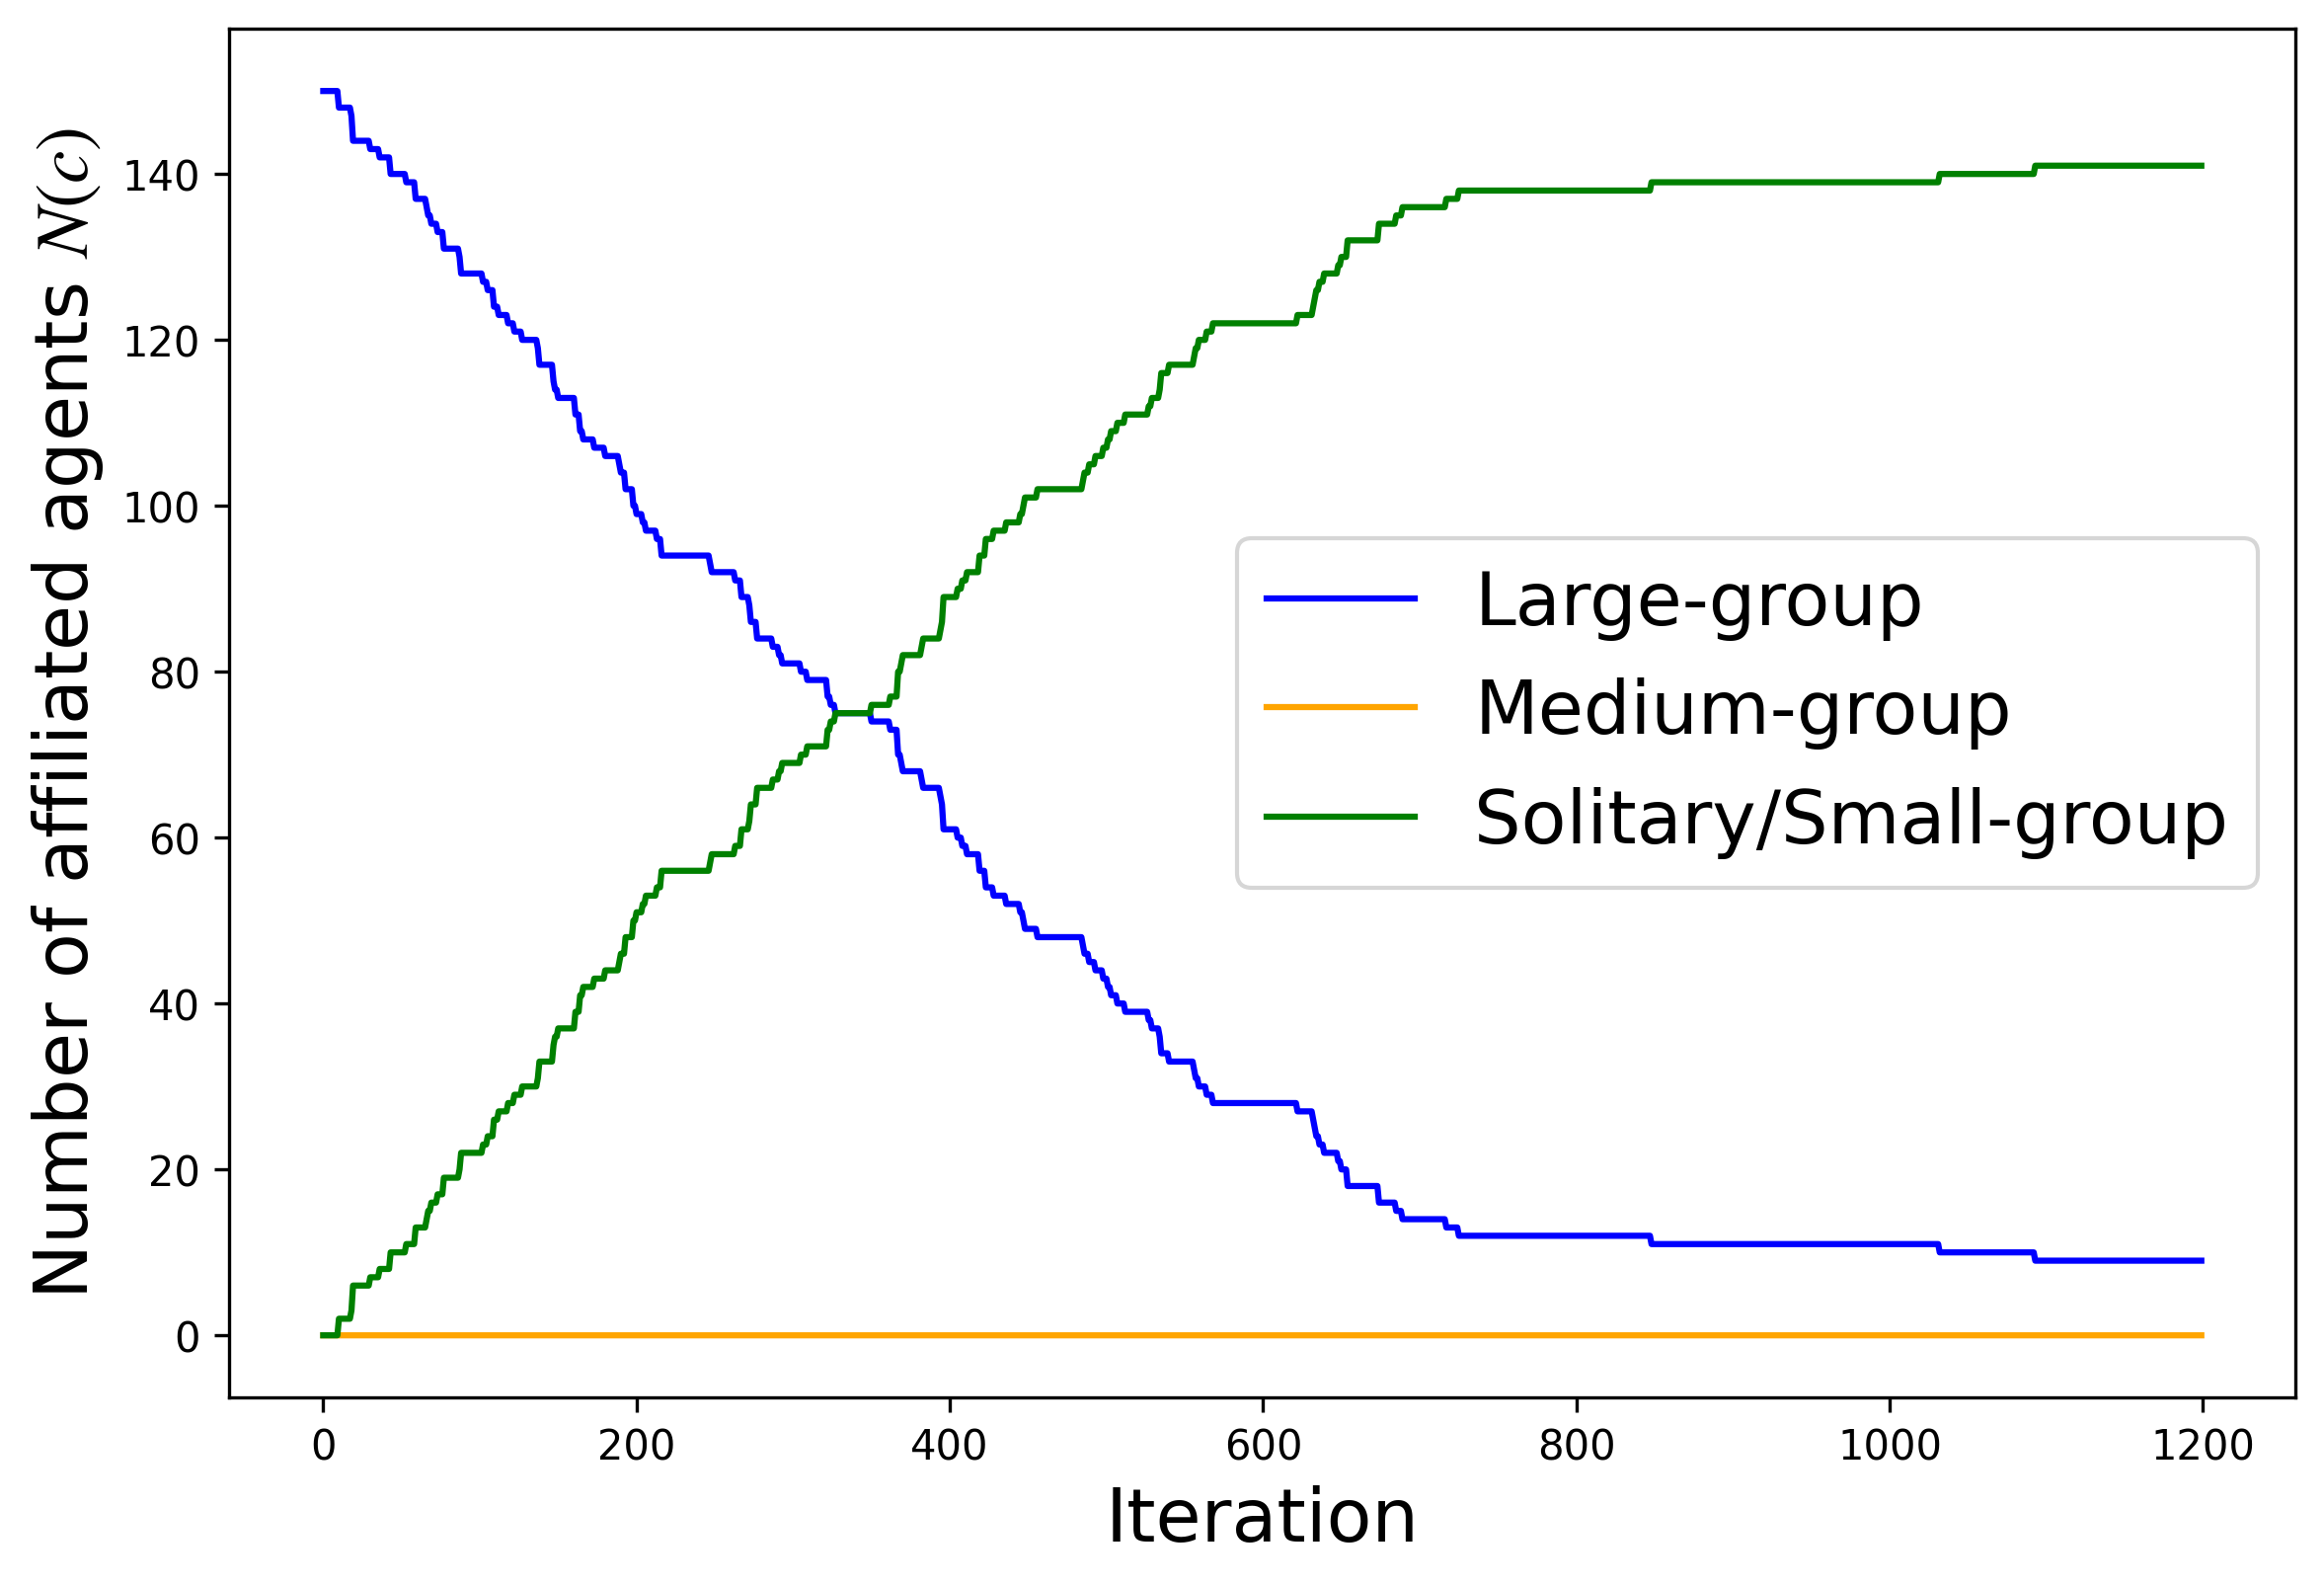 Number of affiliated agents N(c)
140
120
100
80
60
40
20
0
0 200 400 600 800 1000 1200
Iteration
Large-group
Medium-group
Solitary/Small-group